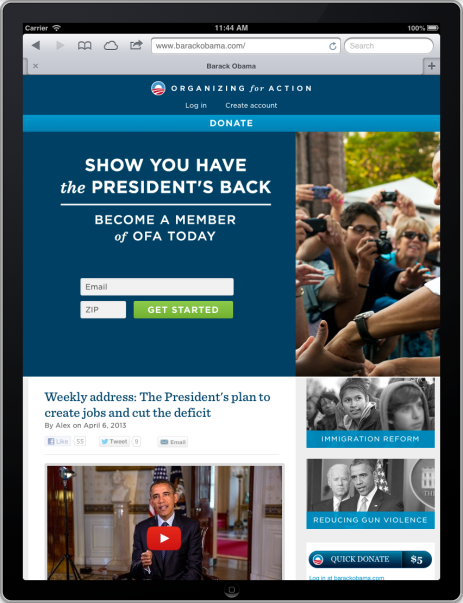 Carrier
11:44 AM
100%
www.barackobama.com/
Search
Barack Obama
ORGANIZING for ACTION
Log in
Create account
DONATE
SHOW YOU HAVE
the PRESIDENT'S BACK
BECOME A MEMBER
of OFA TODAY
Email
ZIP
GET STARTED
Weekly address: The President's plan to
create jobs and cut the deficit
By Alex on April 6, 2013
Like
55
Tweet
9
Email
IMMIGRATION REFORM
THE
REDUCING GUN VIOLENCE
QUICK DONATE
$5
Log in at barackobama.com